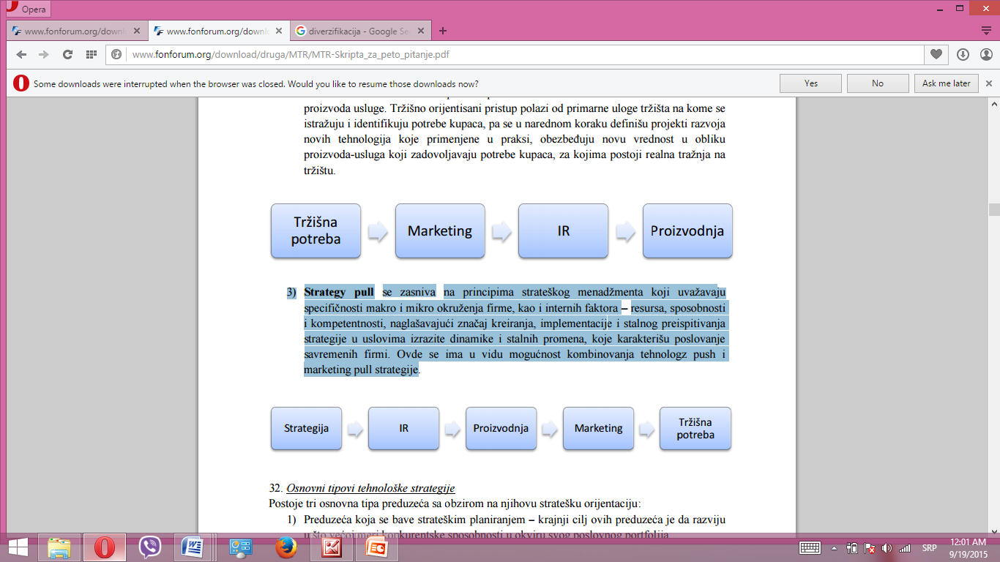 Opera
www.fonforum.org/downl
www.fonforum.org/downl
diverzifikacija - Google Se
www.fonforum.org/download/druga/MTR/MTR-Skripta_za_peto_pitanje.pdf
Some downloads were interrupted when the browser was closed. Would you like to resume those downloads now?
Yes
No
Ask me later
proizvoda usluge. Tržišno orijentisani pristup polazi od primarne uloge tržišta na kome se
istražuju i identifikuju potrebe kupaca, pa se u narednom koraku definišu projekti razvoja
novih tehnologija koje primenjene u praksi, obezbeđuju novu vrednost u obliku
proizvoda-usluga koji zadovoljavaju potrebe kupaca, za kojima postoji realna tražnja na
tržištu.
Tržišna
potreba
Marketing
IR
Proizvodnja
3) Strategy pull se zasniva na principima strateškog menadžmenta koji uvažavaju
specifičnosti makro i mikro okruženja firme, kao i internih faktora – resursa, sposobnosti
i kompetentnosti, naglašavajući značaj kreiranja, implementacije i stalnog preispitivanja
strategije u uslovima izrazite dinamike i stalnih promena, koje karakterišu poslovanje
savremenih firmi. Ovde se ima u vidu mogućnost kombinovanja tehnologz push i
marketing pull strategije.
Strategija
IR
Proizvodnja
Marketing
Tržišna
potreba
32. Osnovni tipovi tehnološke strategije
Postoje tri osnovna tipa preduzeća sa obzirom na njihovu stratešku orijentaciju:
1) Preduzeća koja se bave strateškim planiranjem – krajnji cilj ovih preduzeća je da razviju
u što većoj meri konkurentske sposobnosti u okviru svog poslovnog portfolija
SRP
12:01 AM
9/19/2015